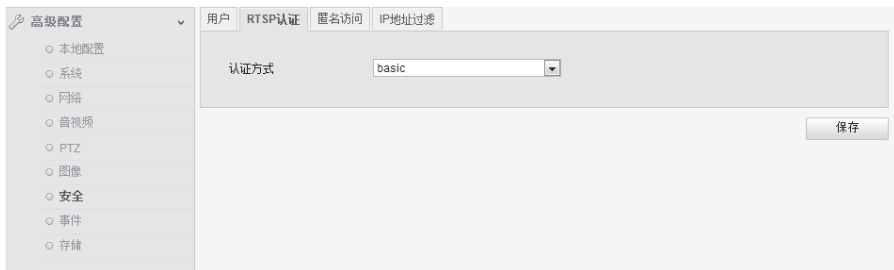 高级配置
本地配置
系统
网络
音视频
PTZ
图像
安全
事件
存储
用户 RTSP认证 匿名访问 IP地址过滤
认证方式 basic
保存